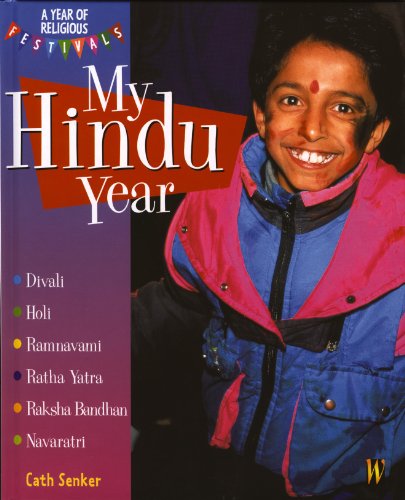 A YEAR OF
RELIGIOUS
FESTIVALS
My
Hindu
Year
Divali
Holi
Ramnavami
Ratha Yatra
Raksha Bandhan
Navaratri
Cath Senker
W